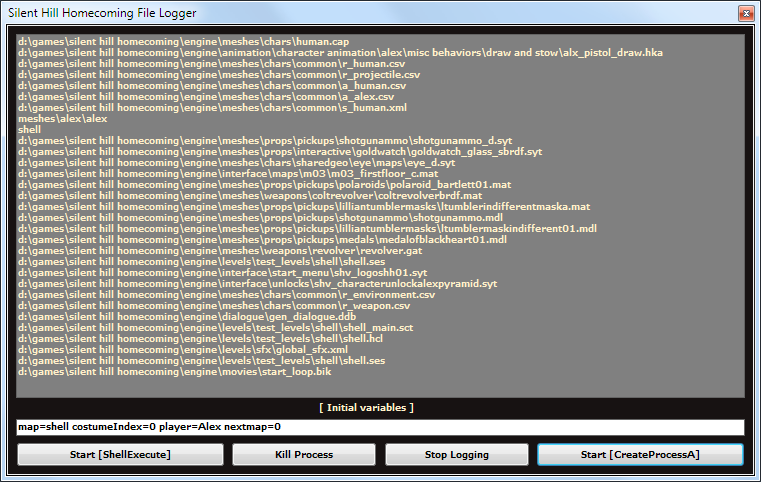 Silent Hill Homecoming File Logger
d:\games\silent hill homecoming\engine\meshes\chars\human.cap
d:\games\silent hill homecoming\engine\animation\character animation\alex\misc behaviors\draw and stow\alx_pistol_draw.hka
d:\games\silent hill homecoming\engine\meshes\chars\common\r_human.csv
d:\games\silent hill homecoming\engine\meshes\chars\common\r_projectile.csv
d:\games\silent hill homecoming\engine\meshes\chars\common\a_human.csv
d:\games\silent hill homecoming\engine\meshes\chars\common\a_alex.csv
d:\games\silent hill homecoming\engine\meshes\chars\common\s_human.xml
meshes\alex\alex
shell
d:\games\silent hill homecoming\engine\meshes\props\pickups\shotgunammo\shotgunammo_d.syt
d:\games\silent hill homecoming\engine\meshes\props\interactive\goldwatch\goldwatch_glass_sbrdf.syt
d:\games\silent hill homecoming\engine\meshes\chars\sharedgeo\eye\maps\eye_d.syt
d:\games\silent hill homecoming\engine\interface\maps\m03\m03_firstfloor_c.mat
d:\games\silent hill homecoming\engine\meshes\props\pickups\polaroids\polaroid_bartlett01.mat
d:\games\silent hill homecoming\engine\meshes\weapons\coltrevolver\coltrevolverbrdf.mat
d:\games\silent hill homecoming\engine\meshes\props\pickups\lilliantumblermasks\ltumblerindifferentmaska.mat
d:\games\silent hill homecoming\engine\meshes\props\pickups\shotgunammo\shotgunammo.mdl
d:\games\silent hill homecoming\engine\meshes\props\pickups\lilliantumblermasks\ltumblermaskindifferent01.mdl
d:\games\silent hill homecoming\engine\meshes\props\pickups\medals\medalofblackheart01.mdl
d:\games\silent hill homecoming\engine\meshes\weapons\revolver\revolver.gat
d:\games\silent hill homecoming\engine\levels\test_levels\shell\shell.ses
d:\games\silent hill homecoming\engine\interface\start_menu\shv_logoshh01.syt
d:\games\silent hill homecoming\engine\interface\unlocks\shv_characterunlockalexpyramid.syt
d:\games\silent hill homecoming\engine\meshes\chars\common\r_environment.csv
d:\games\silent hill homecoming\engine\meshes\chars\common\r_weapon.csv
d:\games\silent hill homecoming\engine\dialogue\gen_dialogue.ddb
d:\games\silent hill homecoming\engine\levels\test_levels\shell\shell_main.sct
d:\games\silent hill homecoming\engine\levels\test_levels\shell\shell.hcl
d:\games\silent hill homecoming\engine\levels\sfx\global_sfx.xml
d:\games\silent hill homecoming\engine\levels\test_levels\shell\shell.ses
d:\games\silent hill homecoming\engine\movies\start_loop.bik
[ Initial variables ]
map=shell costumeIndex=0 player=Alex nextmap=0
Start [ShellExecute]
Kill Process
Stop Logging
Start [CreateProcessA]